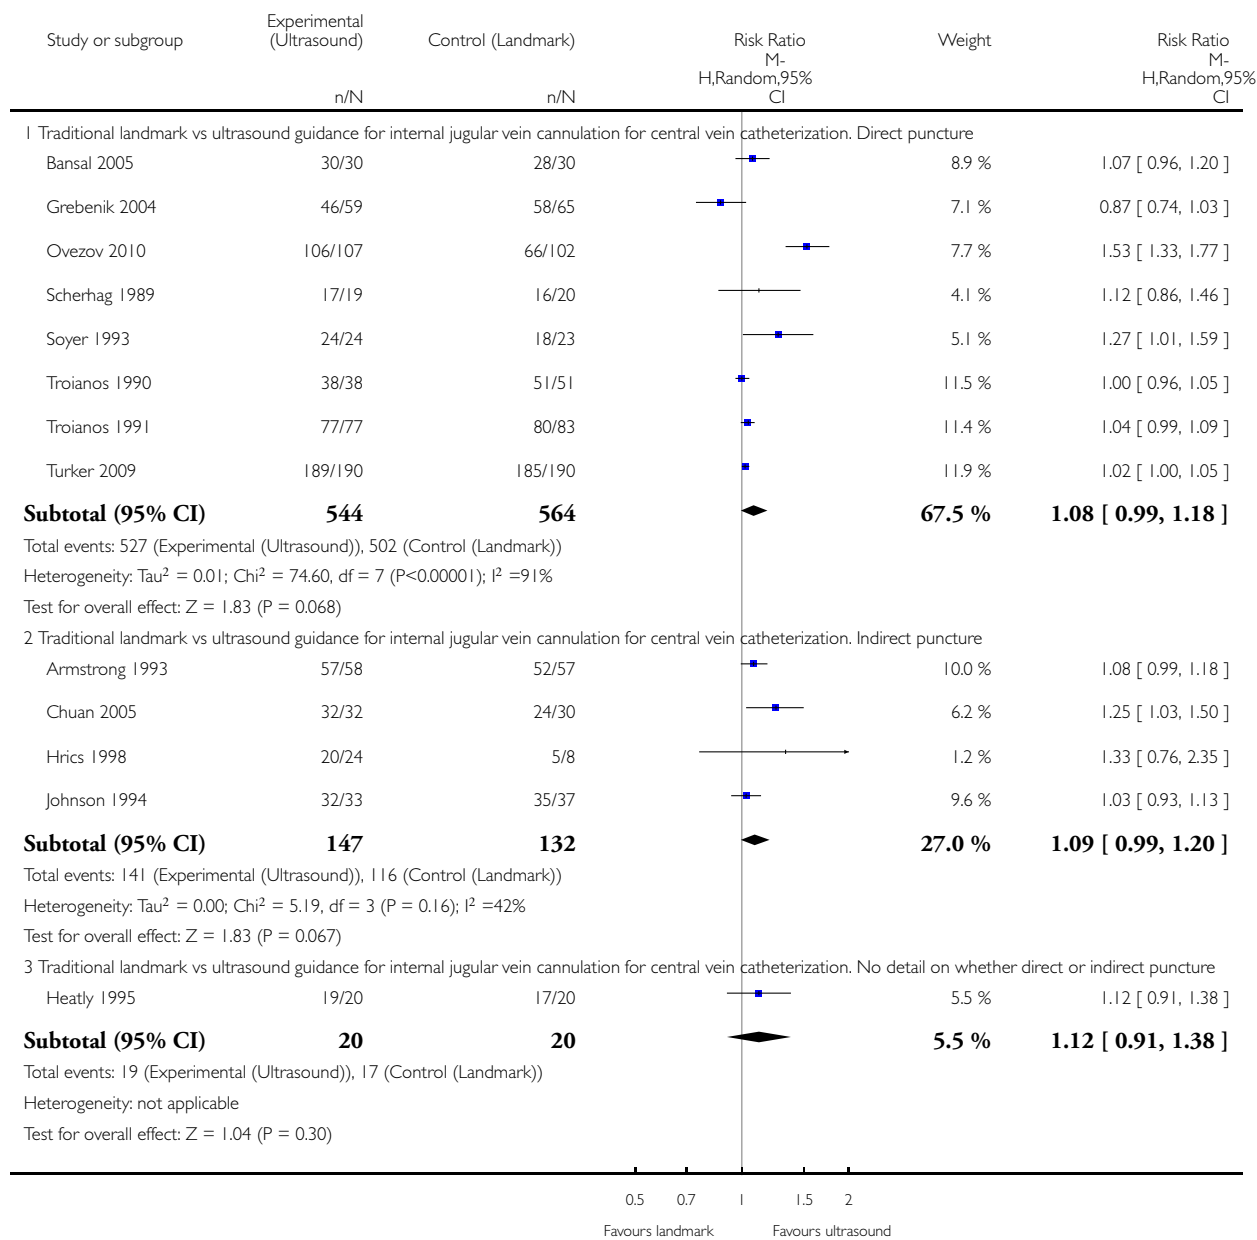 Study or subgroup Experimental (Ultrasound) Control (Landmark) Risk Ratio Weight Risk Ratio
M-H,Random,95% CI M-H,Random,95% CI
n/N n/N
1 Traditional landmark vs ultrasound guidance for internal jugular vein cannulation for central vein catheterization. Direct puncture
Bansal 2005 30/30 28/30 8.9 % 1.07 [ 0.96, 1.20 ]
Grebenik 2004 46/59 58/65 7.1 % 0.87 [ 0.74, 1.03 ]
Ovezov 2010 106/107 66/102 7.7 % 1.53 [ 1.33, 1.77 ]
Scherhag 1989 17/19 16/20 4.1 % 1.12 [ 0.86, 1.46 ]
Soyer 1993 24/24 18/23 5.1 % 1.27 [ 1.01, 1.59 ]
Troianos 1990 38/38 51/51 11.5 % 1.00 [ 0.96, 1.05 ]
Troianos 1991 77/77 80/83 11.4 % 1.04 [ 0.99, 1.09 ]
Turker 2009 189/190 185/190 11.9 % 1.02 [ 1.00, 1.05 ]
Subtotal (95% CI) 544 564 67.5 % 1.08 [ 0.99, 1.18 ]
Total events: 527 (Experimental (Ultrasound)), 502 (Control (Landmark))
Heterogeneity: Tau² = 0.01; Chi² = 74.60, df = 7 (P<0.00001); I² =91%
Test for overall effect: Z = 1.83 (P = 0.068)
2 Traditional landmark vs ultrasound guidance for internal jugular vein cannulation for central vein catheterization. Indirect puncture
Armstrong 1993 57/58 52/57 10.0 % 1.08 [ 0.99, 1.18 ]
Chuan 2005 32/32 24/30 6.2 % 1.25 [ 1.03, 1.50 ]
Hrics 1998 20/24 5/8 1.2 % 1.33 [ 0.76, 2.35 ]
Johnson 1994 32/33 35/37 9.6 % 1.03 [ 0.93, 1.13 ]
Subtotal (95% CI) 147 132 27.0 % 1.09 [ 0.99, 1.20 ]
Total events: 141 (Experimental (Ultrasound)), 116 (Control (Landmark))
Heterogeneity: Tau² = 0.00; Chi² = 5.19, df = 3 (P = 0.16); I² =42%
Test for overall effect: Z = 1.83 (P = 0.067)
3 Traditional landmark vs ultrasound guidance for internal jugular vein cannulation for central vein catheterization. No detail on whether direct or indirect puncture
Heatly 1995 19/20 17/20 5.5 % 1.12 [ 0.91, 1.38 ]
Subtotal (95% CI) 20 20 5.5 % 1.12 [ 0.91, 1.38 ]
Total events: 19 (Experimental (Ultrasound)), 17 (Control (Landmark))
Heterogeneity: not applicable
Test for overall effect: Z = 1.04 (P = 0.30)
0.5 0.7 1 1.5 2
Favours landmark Favours ultrasound